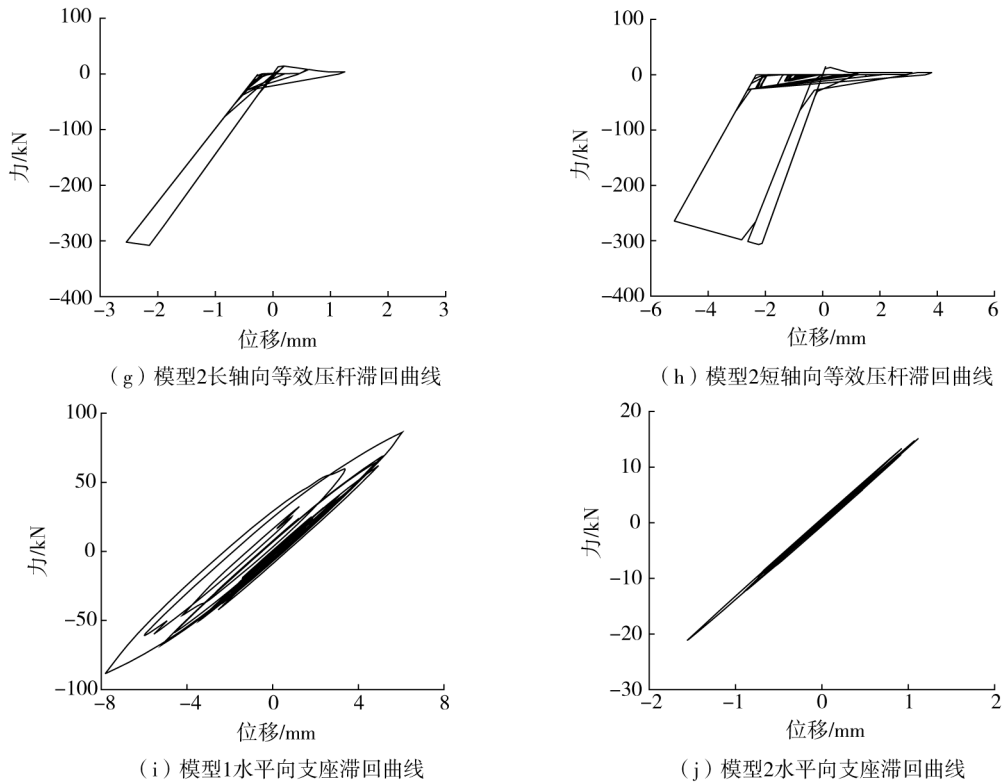 100
0
−100
−200
−300
−400
力/kN
−3 −2 −1 0 1 2 3
位移/mm
（g）模型2长轴向等效压杆滞回曲线
100
0
−100
−200
−300
−400
力/kN
−6 −4 −2 0 2 4 6
位移/mm
（h）模型2短轴向等效压杆滞回曲线
100
50
0
−50
−100
力/kN
−8 −4 0 4 8
位移/mm
（i）模型1水平向支座滞回曲线
20
10
0
−10
−20
−30
力/kN
−2 −1 0 1 2
位移/mm
（j）模型2水平向支座滞回曲线